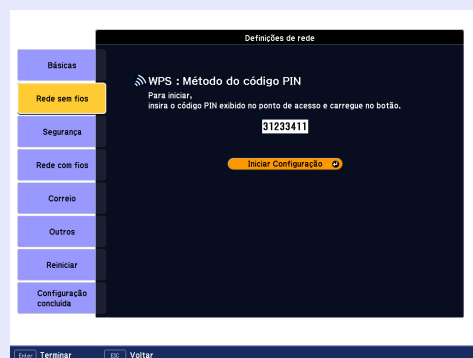 Definições de rede
Básicas
Rede sem fios
Segurança
Rede com fios
Correio
Outros
Reiniciar
Configuração
concluída
WPS : Método do código PIN
Para iniciar,
insira o código PIN exibido no ponto de acesso e carregue no botão.
31233411
Iniciar Configuração
Enter Terminar
ESC Voltar